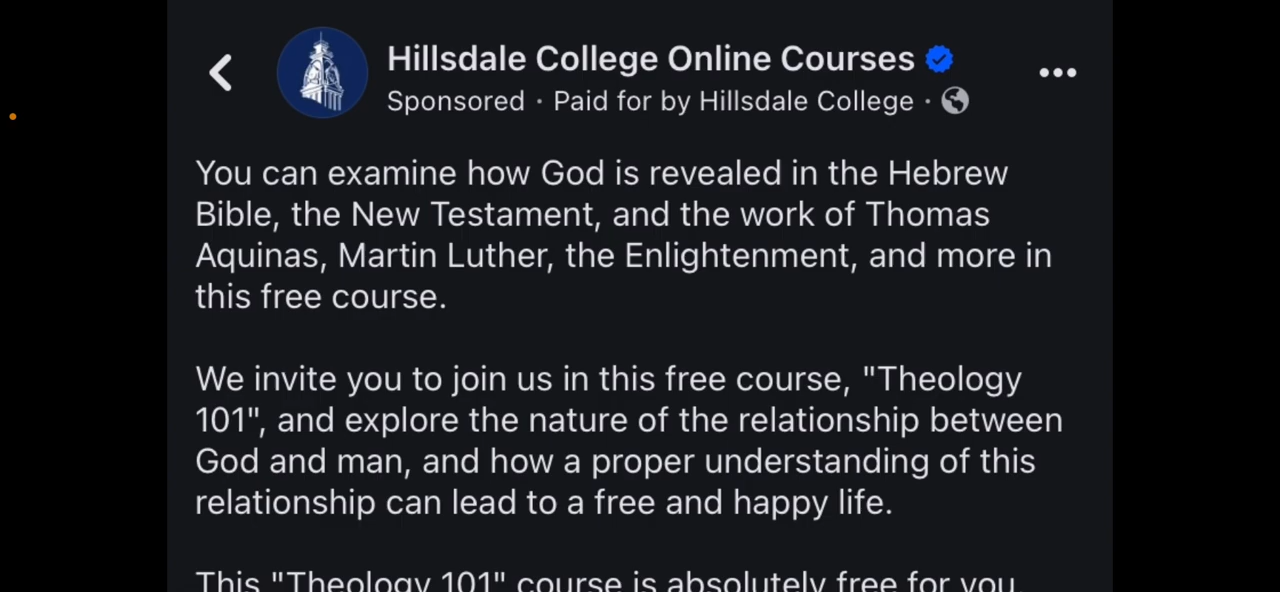 Hillsdale College Online Courses
Sponsored · Paid for by Hillsdale College ·
You can examine how God is revealed in the Hebrew
Bible, the New Testament, and the work of Thomas
Aquinas, Martin Luther, the Enlightenment, and more in
this free course.
We invite you to join us in this free course, "Theology
101", and explore the nature of the relationship between
God and man, and how a proper understanding of this
relationship can lead to a free and happy life.
This "Theology 101" course is absolutely free for you.